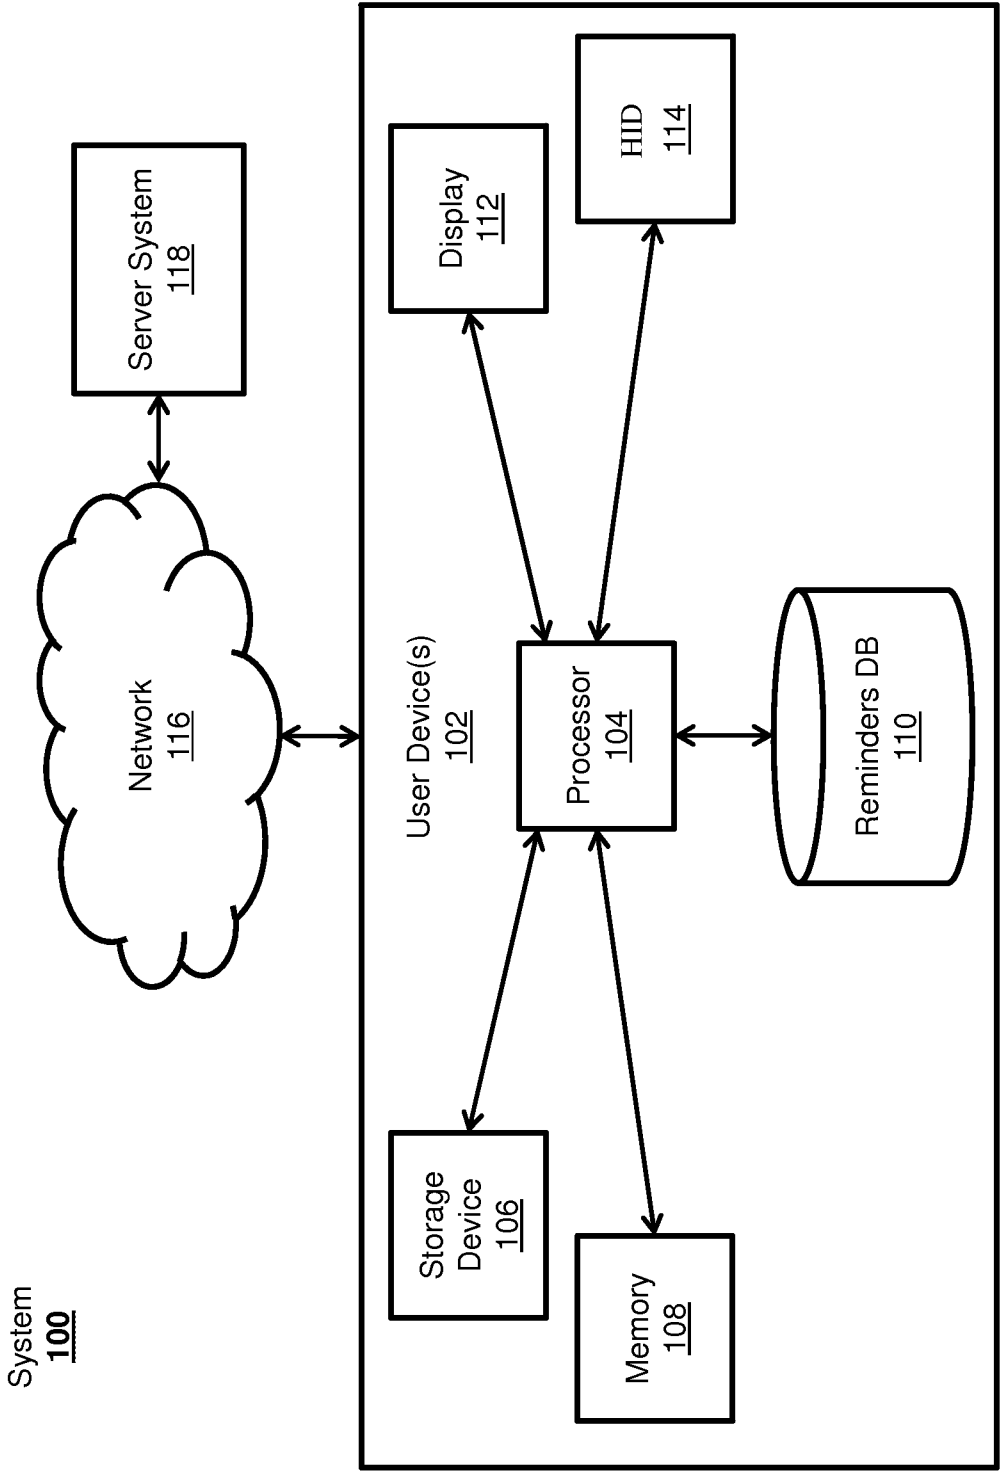 System
100
Network
116
Server System
118
User Device(s)
102
Storage
Device
106
Display
112
Processor
104
Memory
108
HID
114
Reminders DB
110